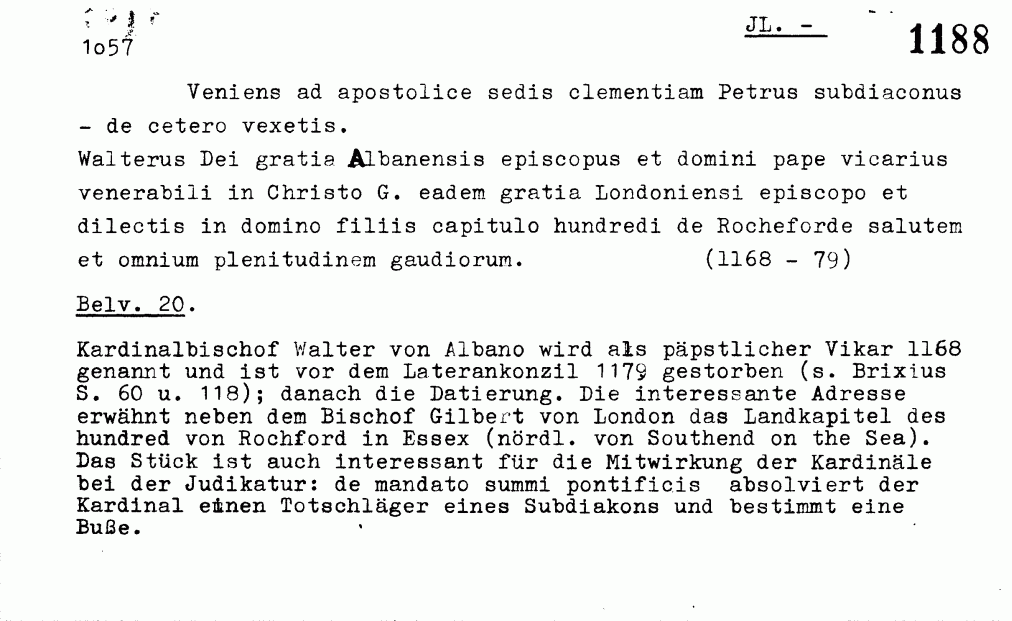 JL. – 1188
1o57
Veniens ad apostolice sedis clementiam Petrus subdiaconus
– de cetero vexetis.
Walterus Dei gratia Albanensis episcopus et domini pape vicarius
venerabili in Christo G. eadem gratia Londoniensi episcopo et
dilectis in domino filiis capitulo hundredi de Rocheforde salutem
et omnium plenitudinem gaudiorum. (1168 – 79)
Belv. 20.
Kardinalbischof Walter von Albano wird als päpstlicher Vikar 1168
genannt und ist vor dem Laterankonzil 1179 gestorben (s. Brixius
S. 60 u. 118); danach die Datierung. Die interessante Adresse
erwähnt neben dem Bischof Gilbert von London das Landkapitel des
hundred von Rochford in Essex (nördl. von Southend on the Sea).
Das Stück ist auch interessant für die Mitwirkung der Kardinäle
bei der Judikatur: de mandato summi pontificis absolviert der
Kardinal einen Totschläger eines Subdiakons und bestimmt eine
Buße.